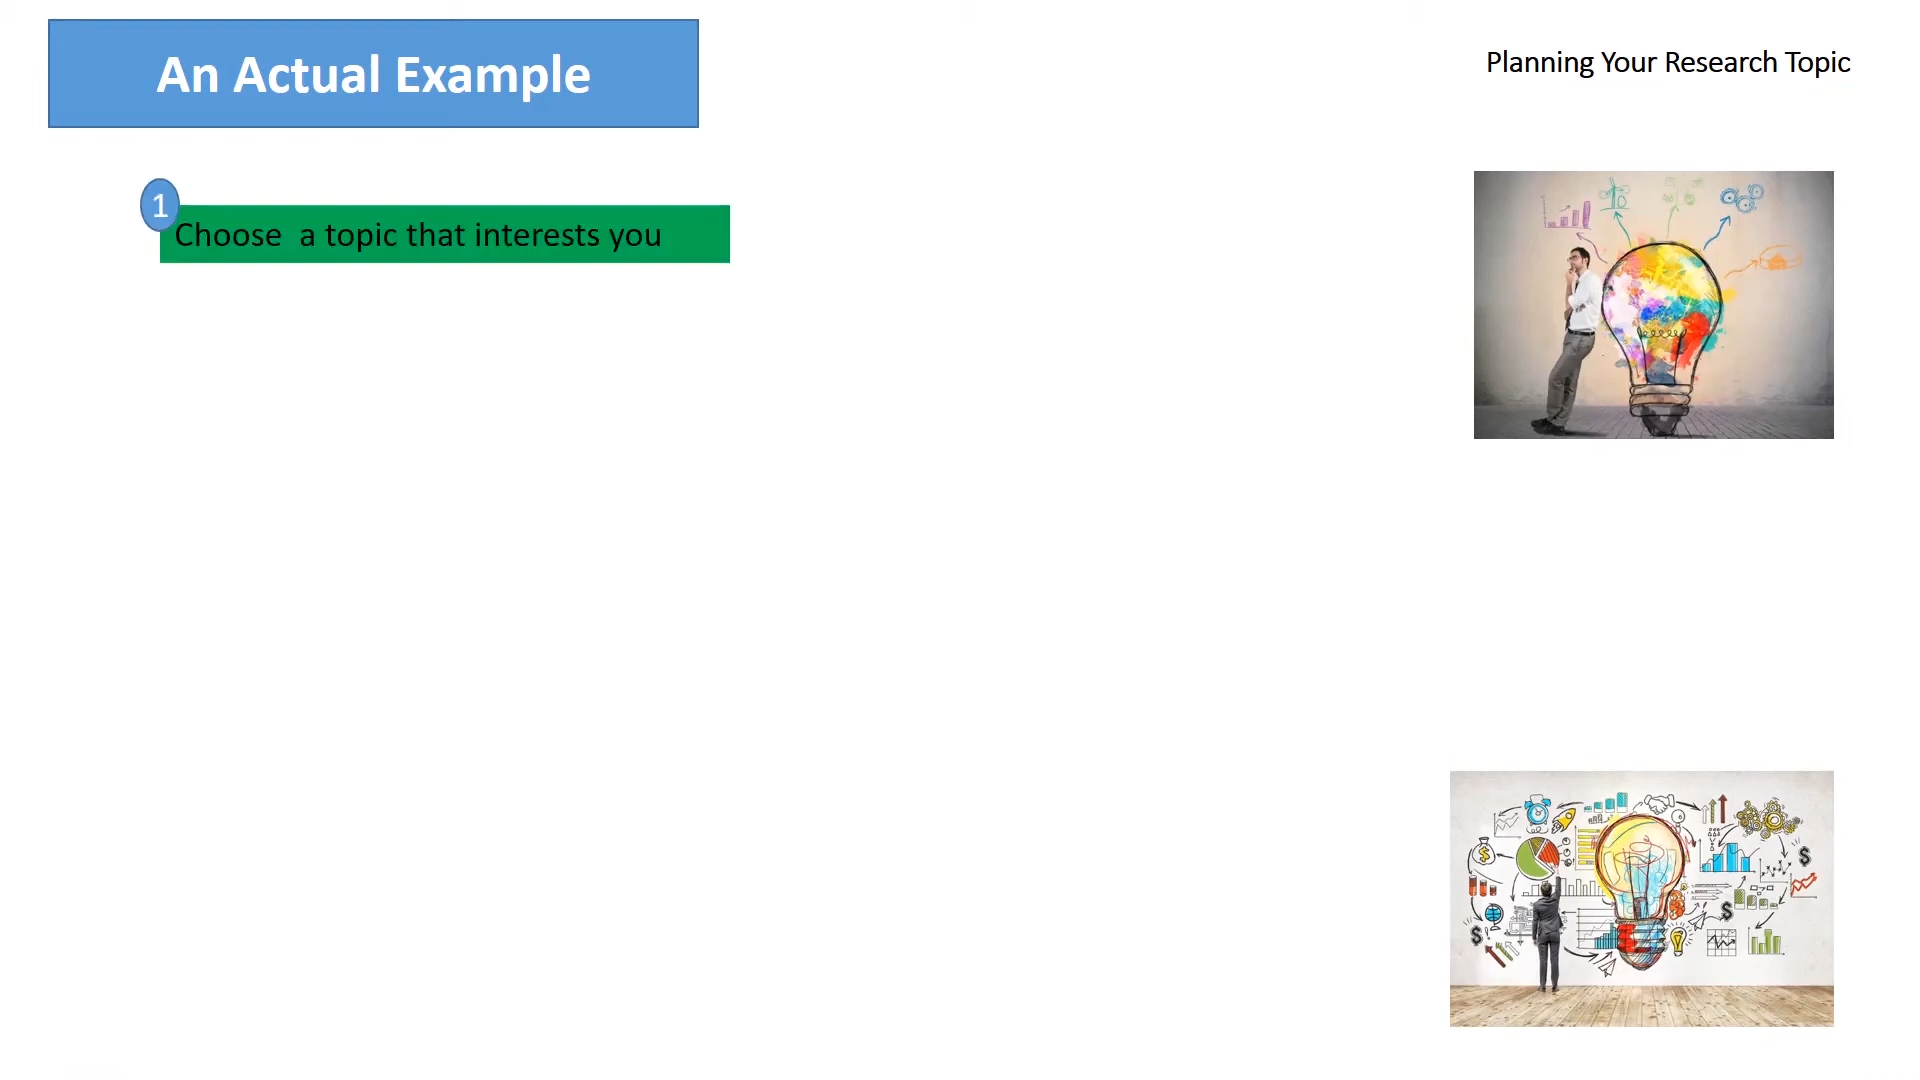 An Actual Example
Planning Your Research Topic
1
Choose  a topic that interests you